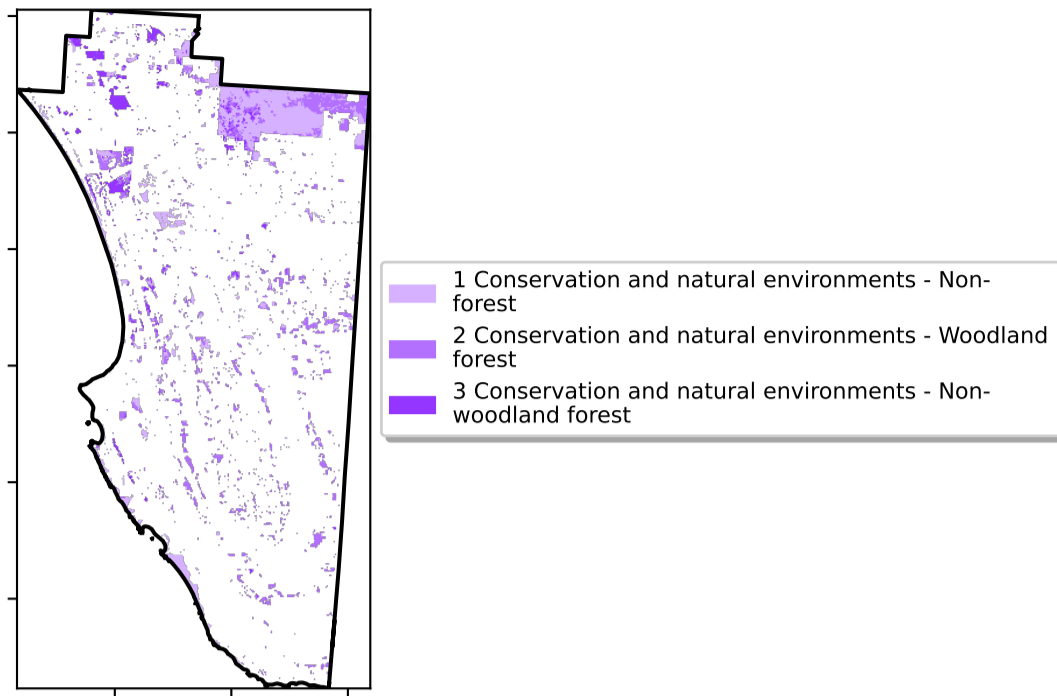 1 Conservation and natural environments - Non-
forest
2 Conservation and natural environments - Woodland
forest
3 Conservation and natural environments - Non-
woodland forest